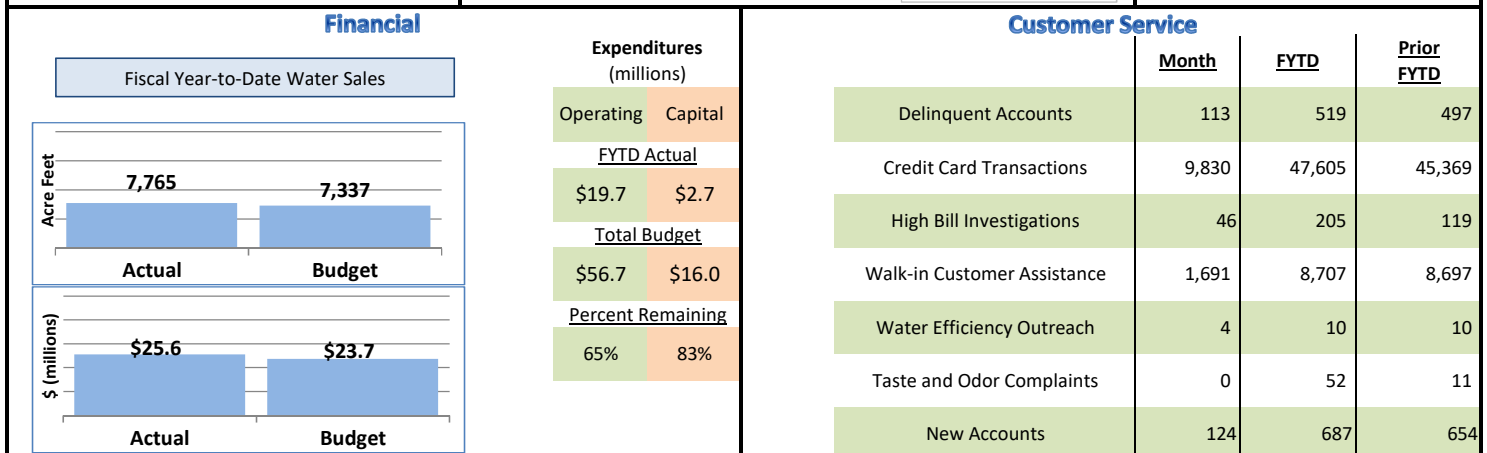 Financial
Fiscal Year-to-Date Water Sales
Acre Feet
7,765
7,337
Actual Budget
$ (millions)
$25.6
$23.7
Actual Budget
Expenditures
(millions)
Operating Capital
FYTD Actual
$19.7 $2.7
Total Budget
$56.7 $16.0
Percent Remaining
65% 83%
Customer Service
Month FYTD Prior FYTD
Delinquent Accounts 113 519 497
Credit Card Transactions 9,830 47,605 45,369
High Bill Investigations 46 205 119
Walk-in Customer Assistance 1,691 8,707 8,697
Water Efficiency Outreach 4 10 10
Taste and Odor Complaints 0 52 11
New Accounts 124 687 654